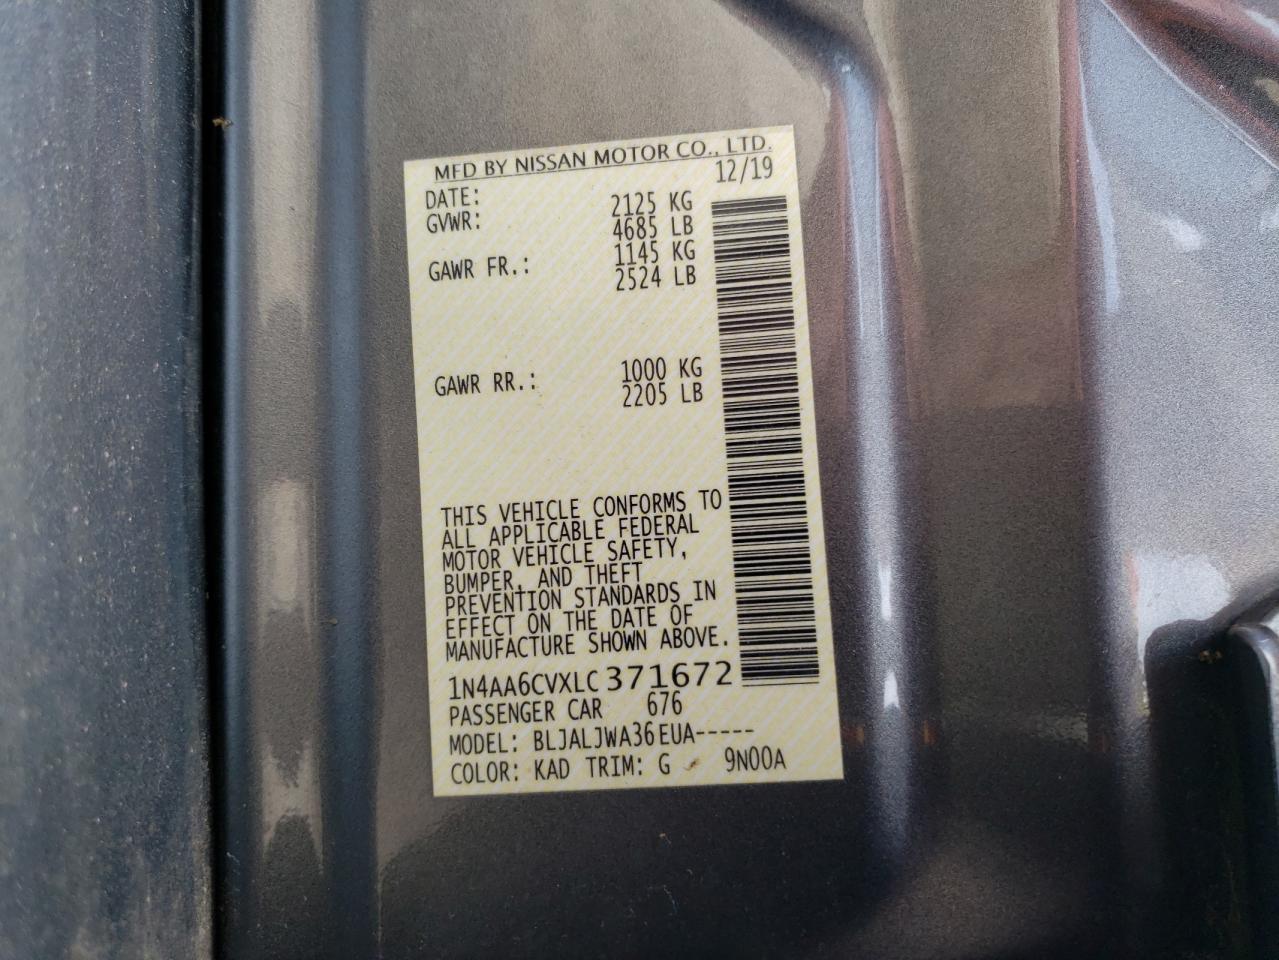 MFD BY NISSAN MOTOR CO., LTD.
DATE: 12/19
GVWR: 2125 KG
4685 LB
GAWR FR.: 1145 KG
2524 LB
GAWR RR.: 1000 KG
2205 LB
THIS VEHICLE CONFORMS TO
ALL APPLICABLE FEDERAL
MOTOR VEHICLE SAFETY,
BUMPER, AND THEFT
PREVENTION STANDARDS IN
EFFECT ON THE DATE OF
MANUFACTURE SHOWN ABOVE.
1N4AA6CVXLC371672
PASSENGER CAR 676
MODEL: BLJALJWA36EUA-----
COLOR: KAD TRIM: G 9N00A